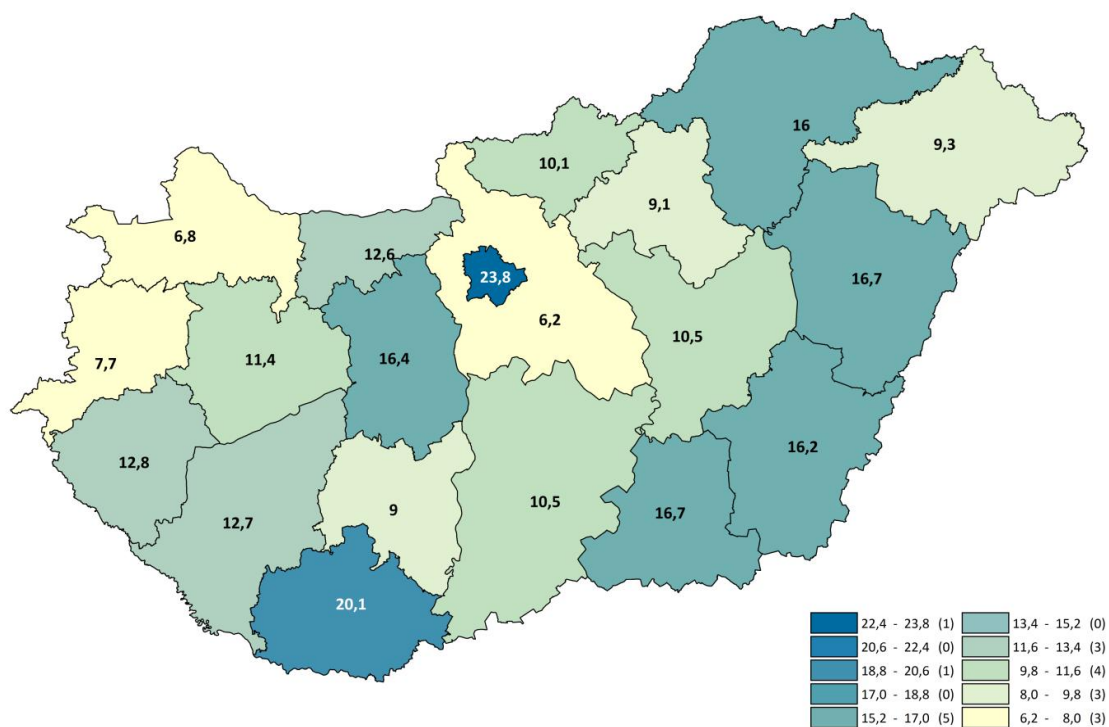 16
9,3
10,1
9,1
6,8
12,6
23,8
16,7
6,2
10,5
7,7
11,4
16,4
16,2
12,8
12,7
9
10,5
16,7
20,1
22,4 - 23,8 (1)
20,6 - 22,4 (0)
18,8 - 20,6 (1)
17,0 - 18,8 (0)
15,2 - 17,0 (5)
13,4 - 15,2 (0)
11,6 - 13,4 (3)
9,8 - 11,6 (4)
8,0 - 9,8 (3)
6,2 - 8,0 (3)